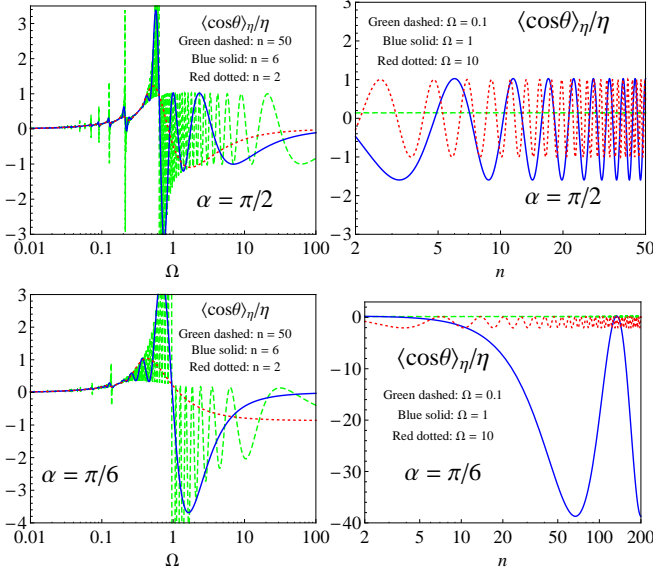 ⟨cosθ⟩η/η
Green dashed: n = 50
Blue solid: n = 6
Red dotted: n = 2
α = π/2
3
2
1
0
-1
-2
-3
0.01 0.1 1 10 100
Ω
⟨cosθ⟩η/η
Green dashed: Ω = 0.1
Blue solid: Ω = 1
Red dotted: Ω = 10
α = π/2
3
2
1
0
-1
-2
-3
2 5 10 20 50
n
⟨cosθ⟩η/η
Green dashed: n = 50
Blue solid: n = 6
Red dotted: n = 2
α = π/6
3
2
1
0
-1
-2
-3
-4
0.01 0.1 1 10 100
Ω
⟨cosθ⟩η/η
Green dashed: Ω = 0.1
Blue solid: Ω = 1
Red dotted: Ω = 10
α = π/6
0
-10
-20
-30
-40
2 5 10 20 50 100 200
n